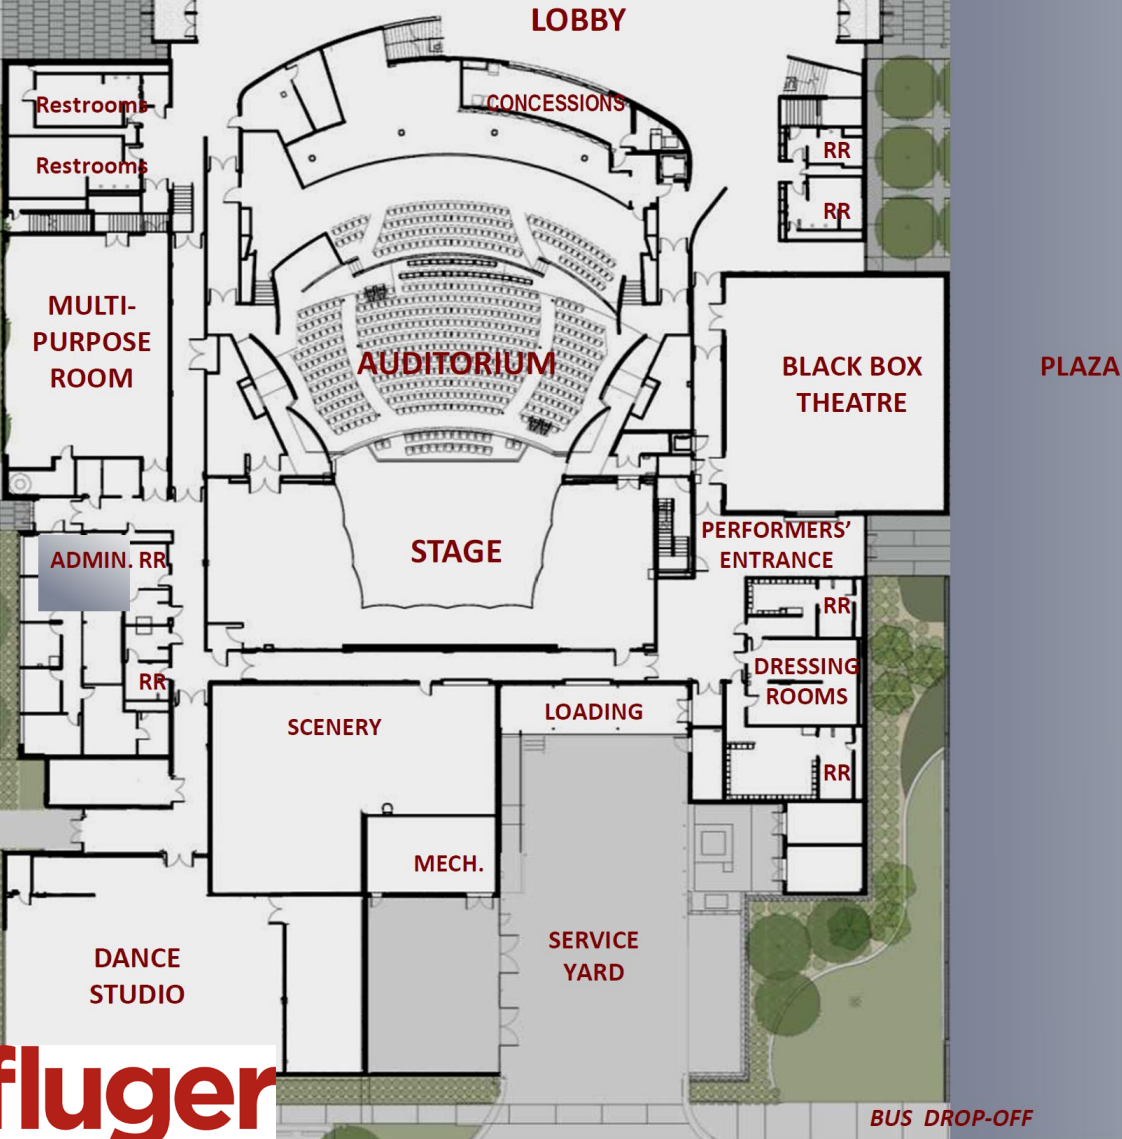 LOBBY
Restrooms
CONCESSIONS
RR
Restrooms
RR
MULTI-
PURPOSE
ROOM
AUDITORIUM
BLACK BOX
THEATRE
PLAZA
STAGE
PERFORMERS’
ENTRANCE
ADMIN. RR
RR
RR
DRESSING
ROOMS
SCENERY
LOADING
RR
MECH.
SERVICE
YARD
DANCE
STUDIO
fluger
BUS DROP-OFF